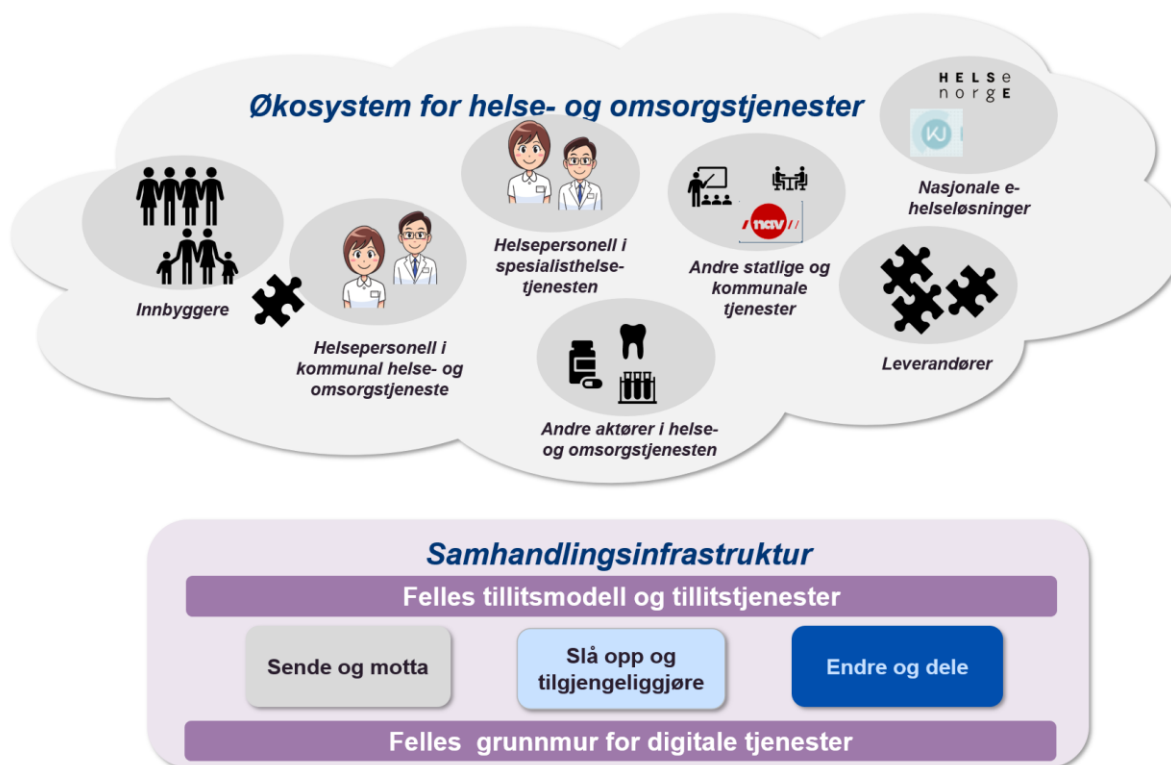 Økosystem for helse- og omsorgstjenester
HELSe
norgE
KJ
nav
Innbyggere
Helsepersonell i
kommunal helse- og
omsorgstjeneste
Helsepersonell i
spesialisthelse-
tjenesten
Andre aktører i helse-
og omsorgstjenesten
Andre statlige og
kommunale
tjenester
Nasjonale e-
helseløsninger
Leverandører
Samhandlingsinfrastruktur
Felles tillitsmodell og tillitstjenester
Sende og motta
Slå opp og
tilgjengeliggjøre
Endre og dele
Felles grunnmur for digitale tjenester